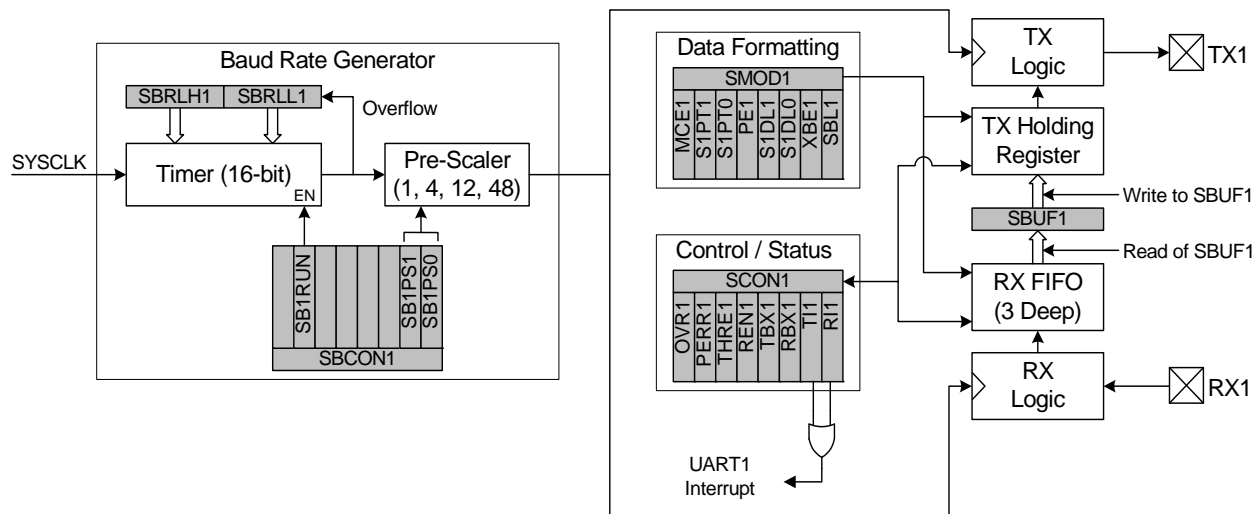 Baud Rate Generator
SBRLH1
SBRLL1
Overflow
SYSCLK
Timer (16-bit)
EN
Pre-Scaler
(1, 4, 12, 48)
SB1RUN
SB1PS1
SB1PS0
SBCON1
Data Formatting
SMOD1
MCE1
S1PT1
S1PT0
PE1
S1DL1
S1DL0
XBE1
SBL1
Control / Status
SCON1
OVR1
PERR1
THRE1
REN1
TBX1
RBX1
TI1
RI1
UART1
Interrupt
TX
Logic
TX1
TX Holding
Register
Write to SBUF1
SBUF1
Read of SBUF1
RX FIFO
(3 Deep)
RX
Logic
RX1